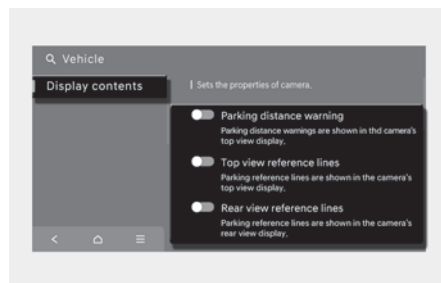 Vehicle
Display contents
Sets the properties of camera.
Parking distance warning
Parking distance warnings are shown in thd camera's
top view display.
Top view reference lines
Parking reference lines are shown in the camera's
top view display.
Rear view reference lines
Parking reference lines are shown in the camera's
rear view display.